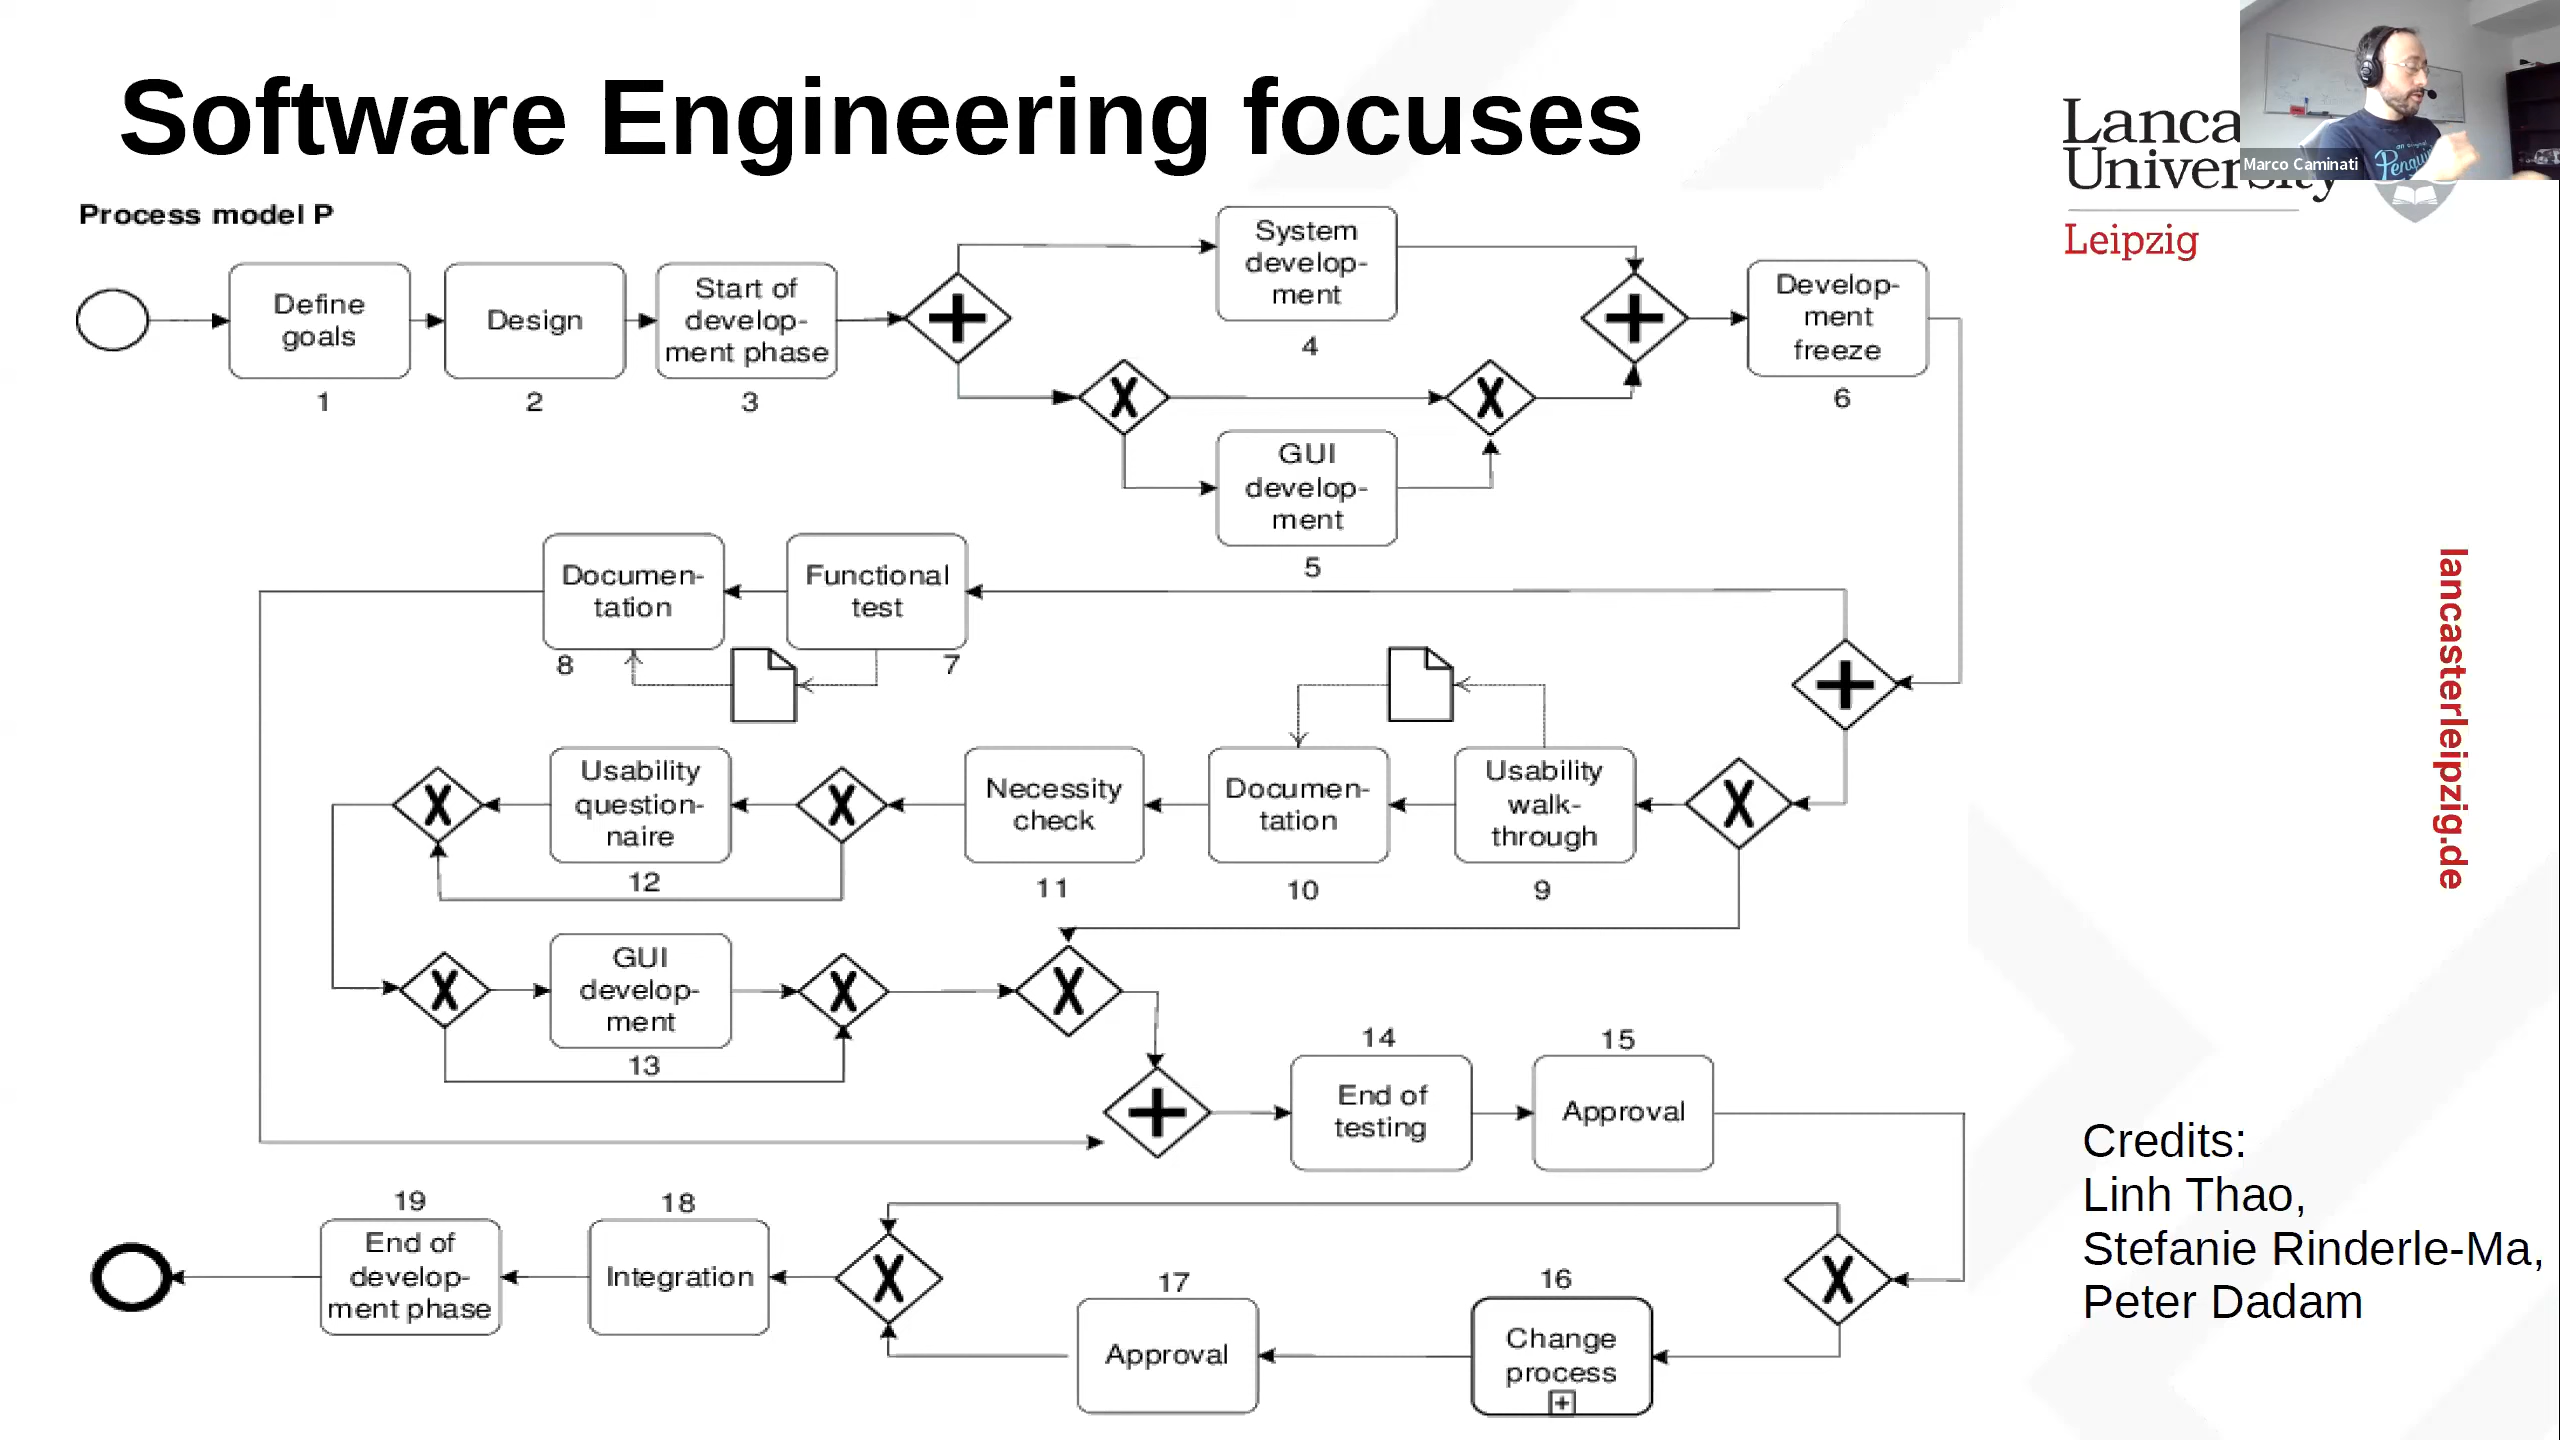 Software Engineering focuses
Lanca
University
Leipzig
Marco Caminati
an original
Process model P
Define
goals
1
Design
2
Start of
develop-
ment phase
3
System
develop-
ment
4
GUI
develop-
ment
5
Develop-
ment
freeze
6
Functional
test
7
Documen-
tation
8
Usability
walk-
through
9
Documen-
tation
10
Necessity
check
11
Usability
question-
naire
12
GUI
develop-
ment
13
14
End of
testing
15
Approval
16
Change
process
17
Approval
18
Integration
19
End of
develop-
ment phase
lancasterleipzig.de
Credits:
Linh Thao,
Stefanie Rinderle-Ma,
Peter Dadam